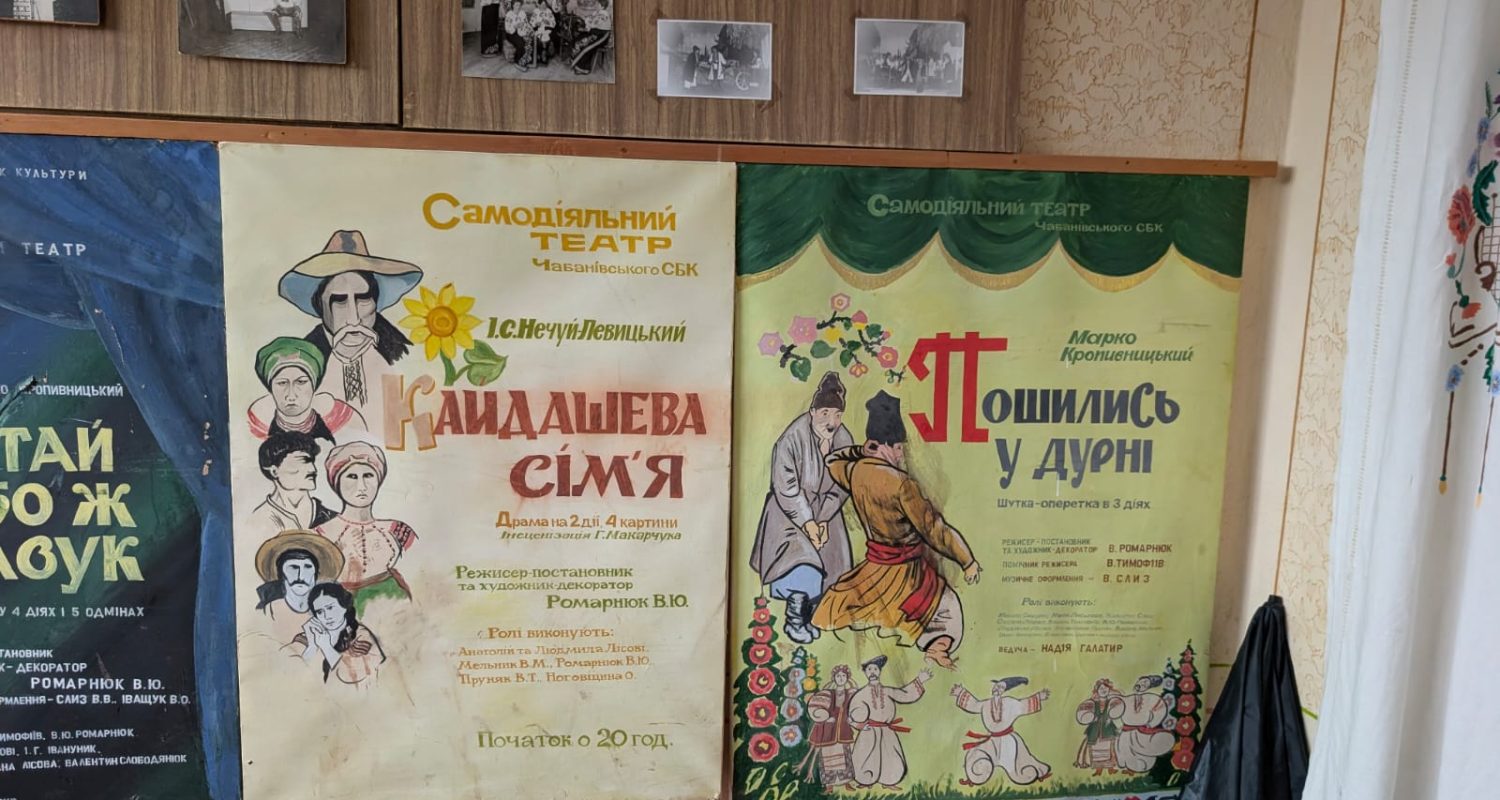 К КУЛЬТУРИ
ТЕАТР
КРОПИВНИЦЬКИЙ
ТАЙ
БО Ж
ПАВУК
У 4 ДІЯХ І 5 ОДМІНАХ
СТАНОВНИК
К-ДЕКОРАТОР
РОМАРНЮК В.Ю.
РМЛЕННЯ - СЛИЗ В.В., ІВАЩУК В.О.
ТИМОФІЇВ, В.Ю. РОМАРНЮК
ОВІ, І.Г. ІВАНУНИК,
НА ЛІСОВА, ВАЛЕНТИН СЛОБОДЯНЮК
Самодіяльний
театр
Чабанівського СБК
І.С.Нечуй-Левицький
Кайдашева
сім'я
Драма на 2 дії, 4 картини
Інсценізація Г. Макарчука
Режисер-постановник
та художник-декоратор
Ромарнюк В.Ю.
Ролі виконують:
Анатолій та Людмила Лісові,
Мельник В.М., Ромарнюк В.Ю.
Пруняк В.Т., Ноговіцина О.
Початок о 20 год.
Самодіяльний театр
Чабанівського СБК
Марко
Кропивницький
Пошились
у дурні
Шутка-оперетка в 3 діях
РЕЖИСЕР-ПОСТАНОВНИК
ТА ХУДОЖНИК-ДЕКОРАТОР В. РОМАРНЮК
ПОМІЧНИК РЕЖИСЕРА В.ТИМОФІЇВ
МУЗИЧНЕ ОФОРМЛЕННЯ - В. СЛИЗ
Ролі виконують:
ВЕДУЧА - НАДІЯ ГАЛАТИР